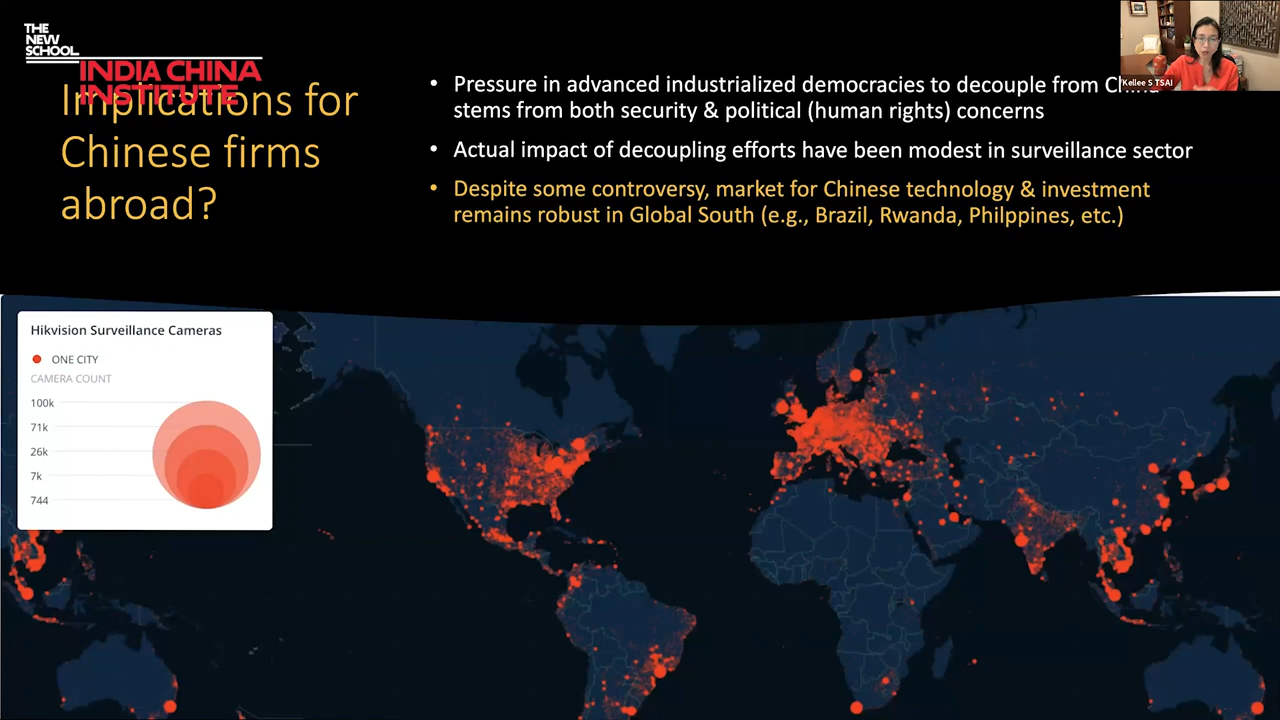 THE
NEW
SCHOOL
INDIA CHINA
INSTITUTE
Implications for
Chinese firms
abroad?
• Pressure in advanced industrialized democracies to decouple from China
stems from both security & political (human rights) concerns
• Actual impact of decoupling efforts have been modest in surveillance sector
• Despite some controversy, market for Chinese technology & investment
remains robust in Global South (e.g., Brazil, Rwanda, Philppines, etc.)
Kellee S TSAI
Hikvision Surveillance Cameras
ONE CITY
CAMERA COUNT
100k
71k
26k
7k
744